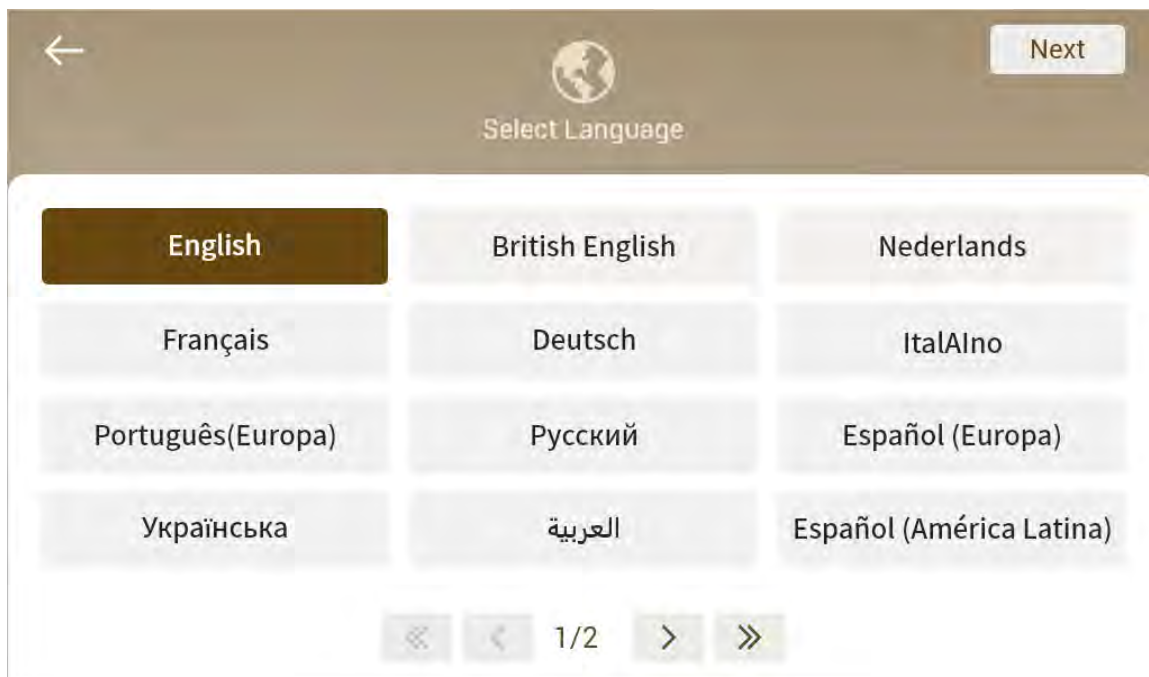 Next
Select Language
English
British English
Nederlands
Français
Deutsch
ItalAIno
Português(Europa)
Русский
Español (Europa)
Українська
العربية
Español (América Latina)
1/2